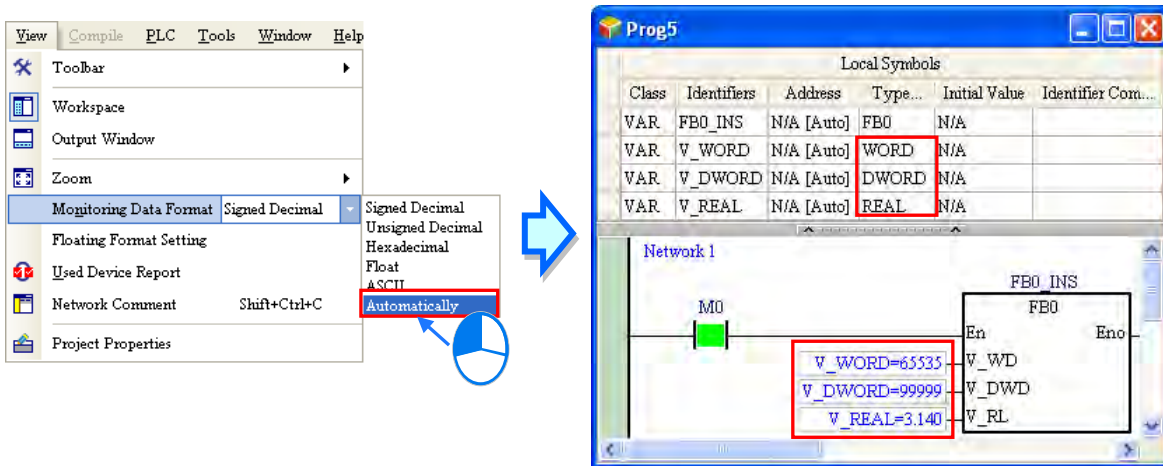 View Compile PLC Tools Window Help
Toolbar
Workspace
Output Window
Zoom
Monitoring Data Format Signed Decimal
Floating Format Setting
Used Device Report
Network Comment Shift+Ctrl+C
Project Properties
Signed Decimal
Unsigned Decimal
Hexadecimal
Float
ASCII
Automatically
Prog5
Local Symbols
Class Identifiers Address Type... Initial Value Identifier Com...
VAR FB0_INS N/A [Auto] FB0 N/A
VAR V_WORD N/A [Auto] WORD N/A
VAR V_DWORD N/A [Auto] DWORD N/A
VAR V_REAL N/A [Auto] REAL N/A
Network 1
FB0_INS
M0 FB0
En Eno
V_WORD=65535 V_WD
V_DWORD=99999 V_DWD
V_REAL=3.140 V_RL